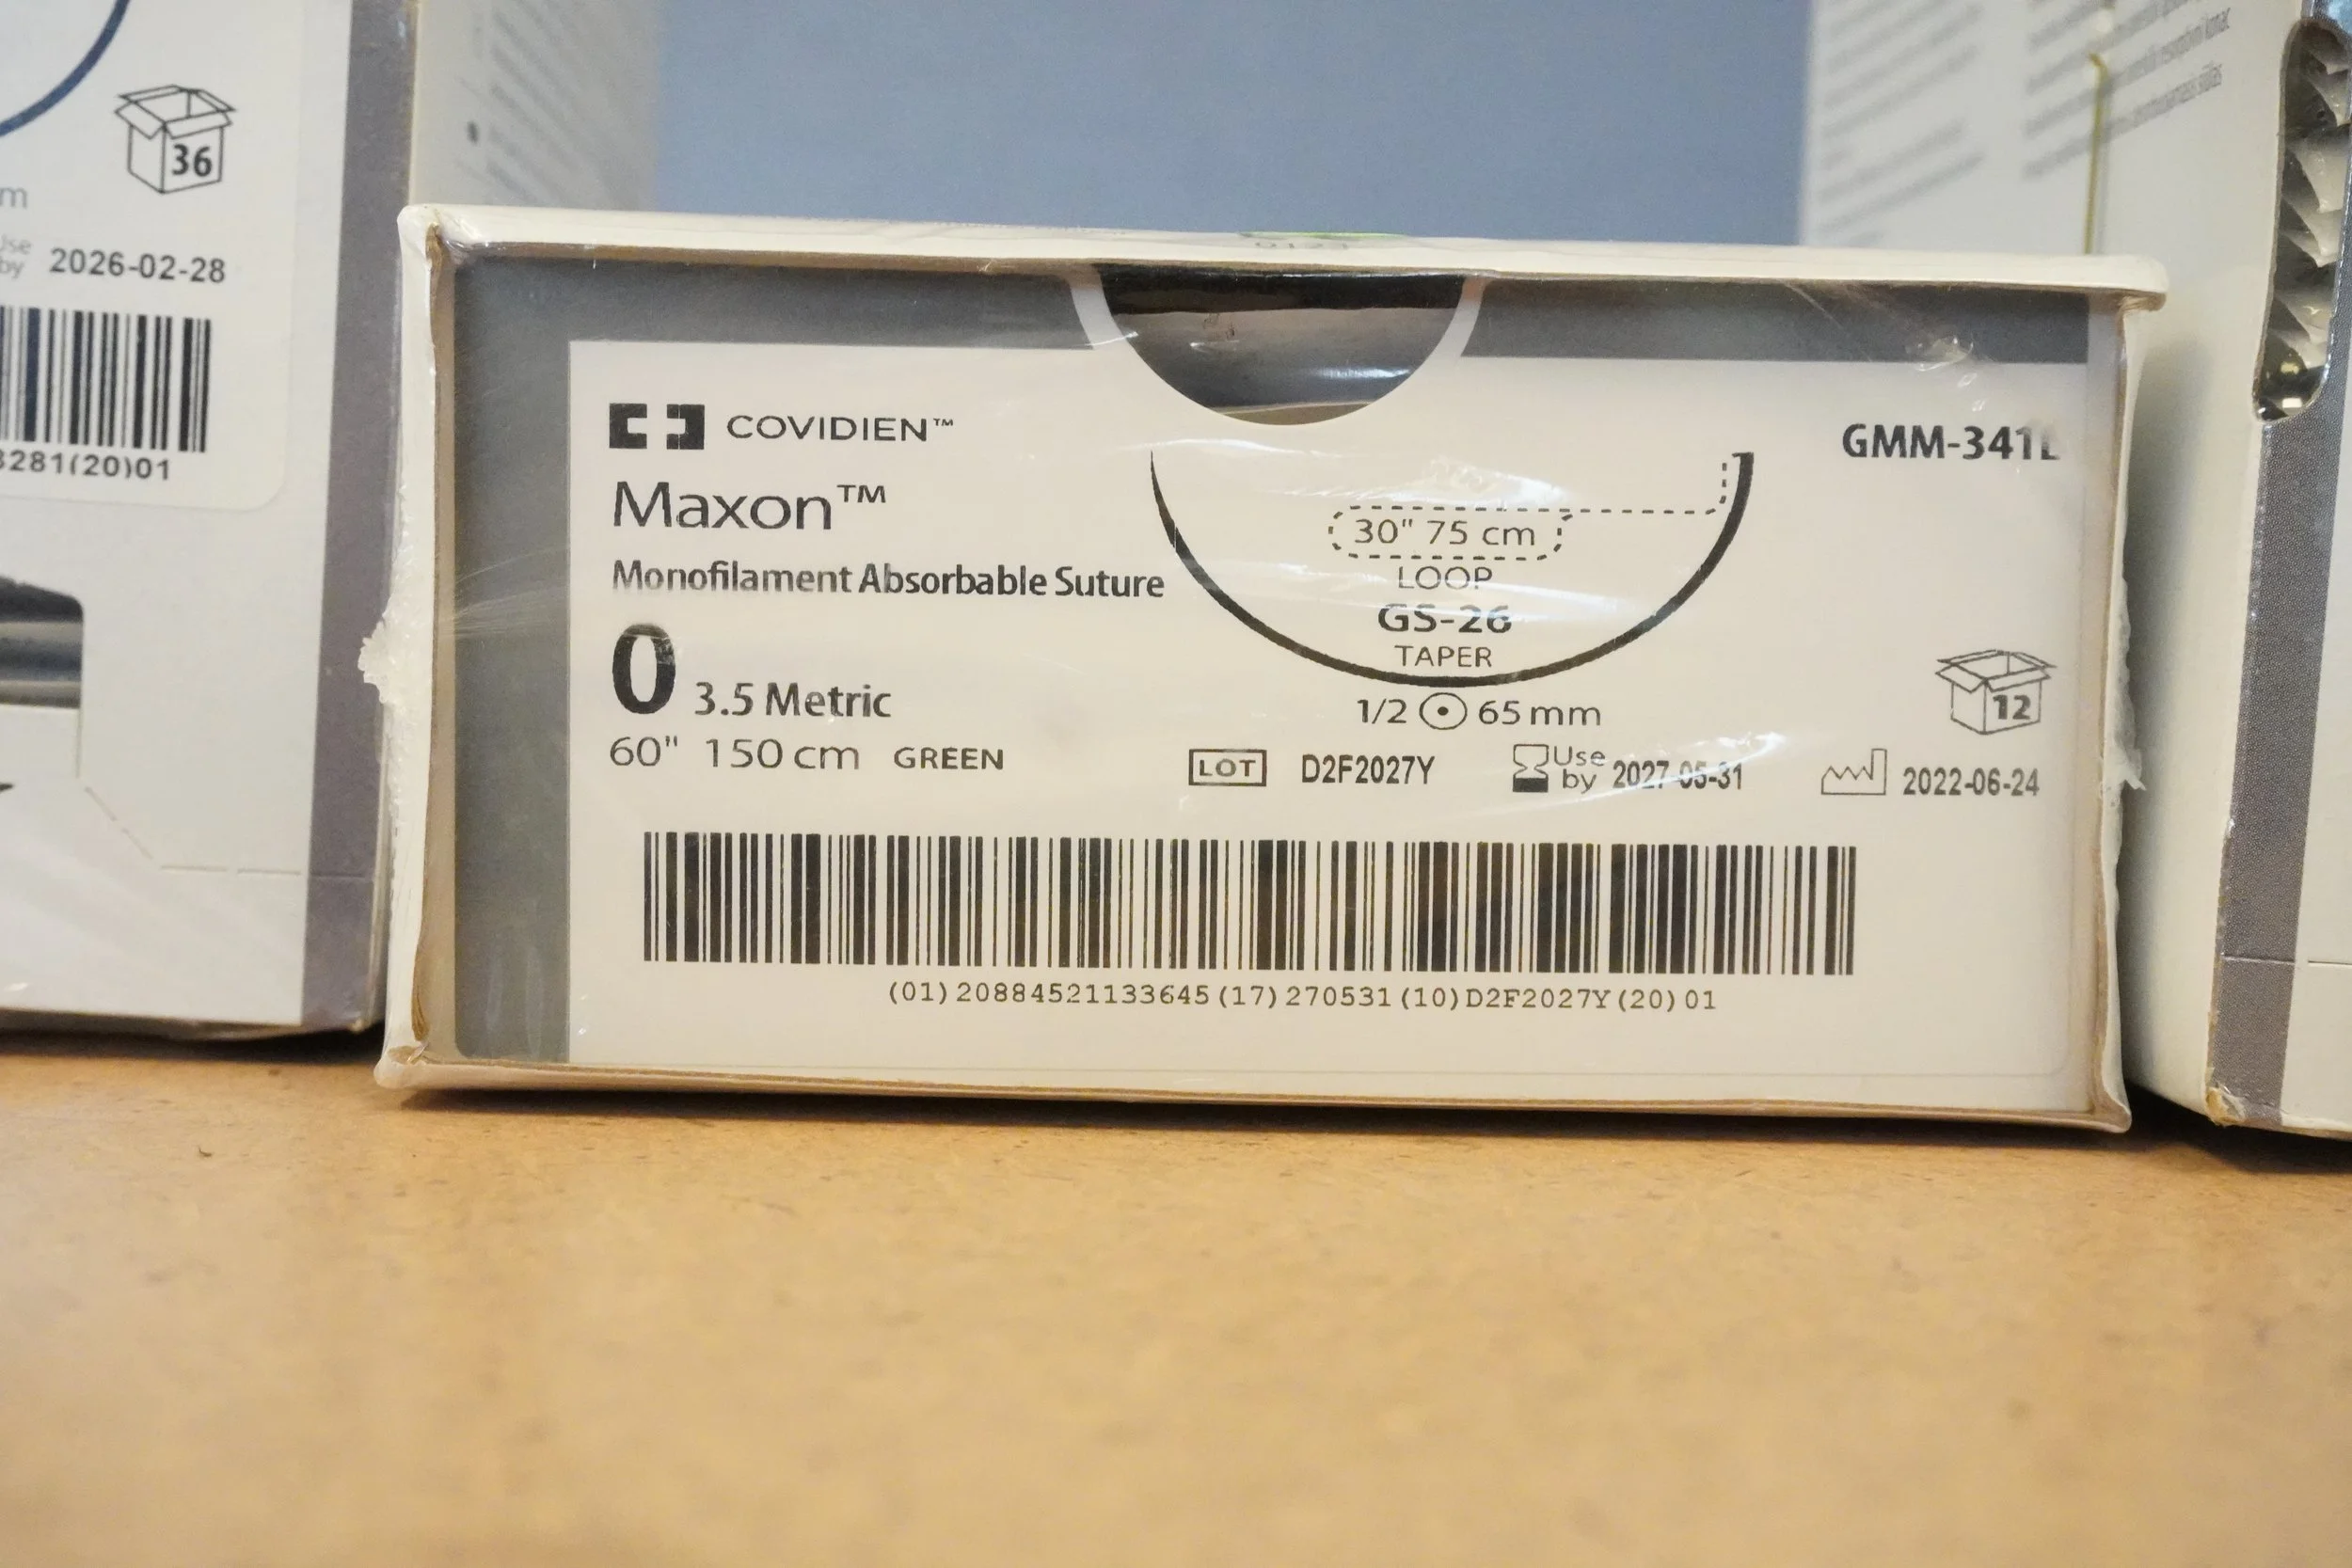 36
m
Use
by 2026-02-28
3281(20)01
COVIDIEN™
GMM-341L
Maxon™
Monofilament Absorbable Suture
0 3.5 Metric
60" 150 cm GREEN
30" 75 cm
LOOP
GS-26
TAPER
1/2 65 mm
12
LOT D2F2027Y
Use
by 2027-05-31
2022-06-24
(01)20884521133645(17)270531(10)D2F2027Y(20)01